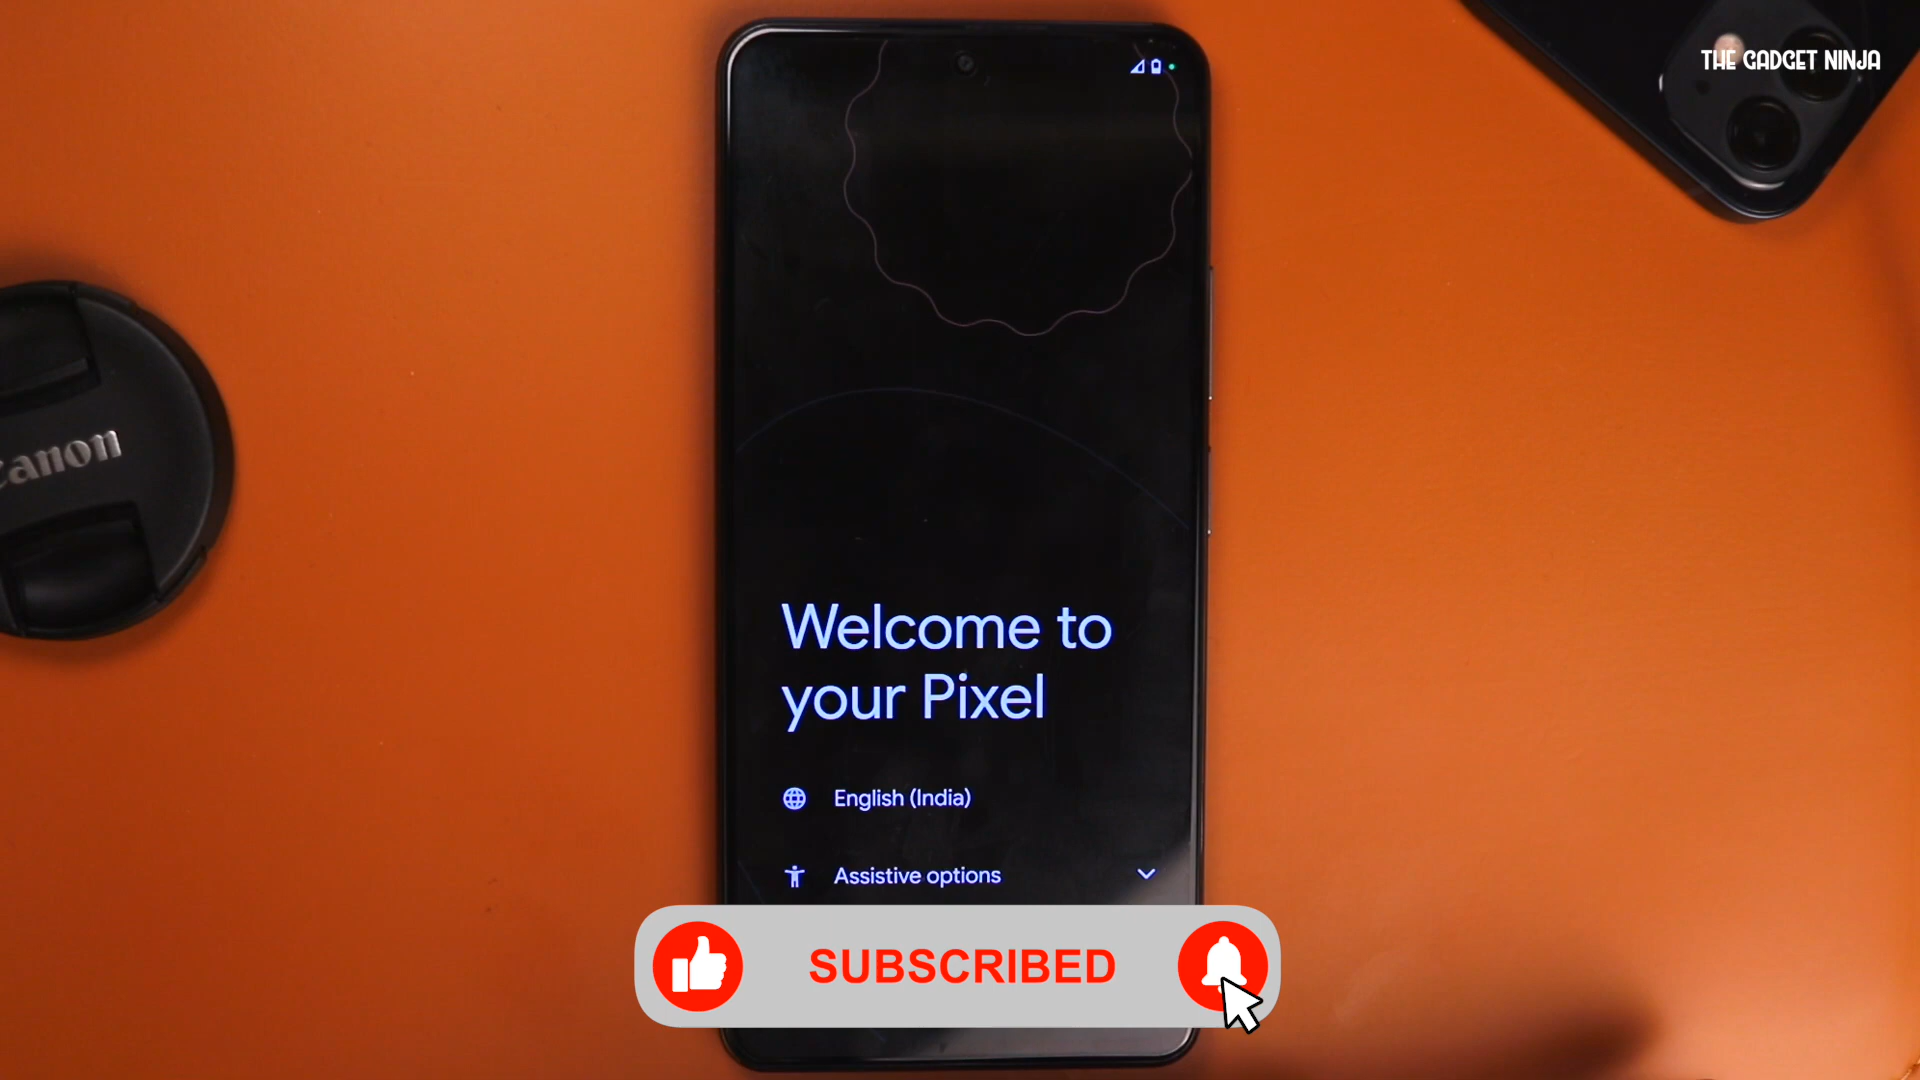 THE GADGET NINJA
Canon
Welcome to
your Pixel
English (India)
Assistive options
SUBSCRIBED